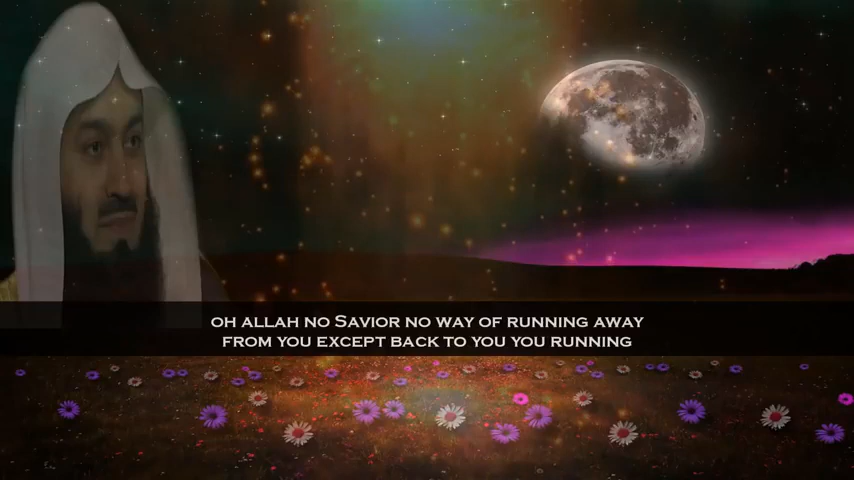 OH ALLAH NO SAVIOR NO WAY OF RUNNING AWAY
FROM YOU EXCEPT BACK TO YOU YOU RUNNING